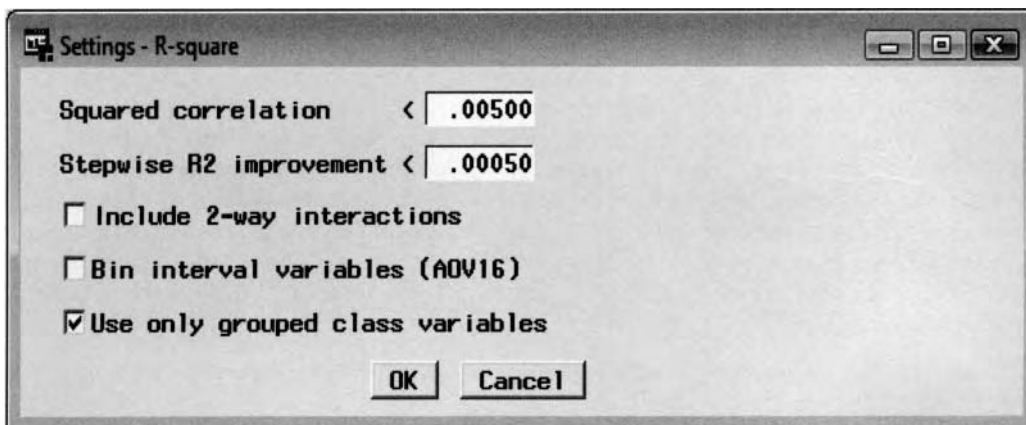 Settings - R-square
Squared correlation < .00500
Stepwise R2 improvement < .00050
Include 2-way interactions
Bin interval variables (AOV16)
Use only grouped class variables
OK Cancel